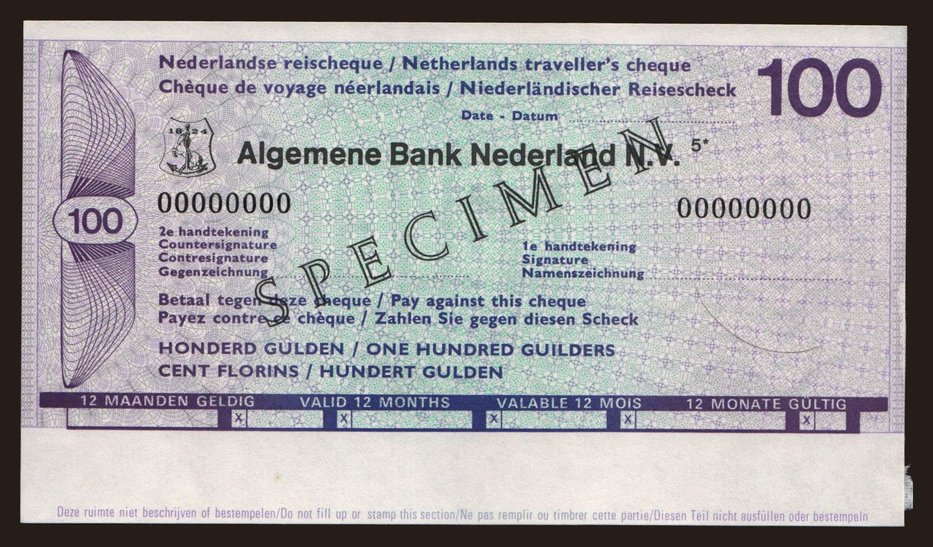 Nederlandse reischeque / Netherlands traveller's cheque
100
Chèque de voyage néerlandais / Niederländischer Reisescheck
Date - Datum
1824
Algemene Bank Nederland N.V. 5*
00000000
00000000
100
2e handtekening
Countersignature
Contresignature
Gegenzeichnung
1e handtekening
Signature
Namenszeichnung
SPECIMEN
Betaal tegen deze cheque / Pay against this cheque
Payez contre ce chèque / Zahlen Sie gegen diesen Scheck
HONDERD GULDEN / ONE HUNDRED GUILDERS
CENT FLORINS / HUNDERT GULDEN
12 MAANDEN GELDIG VALID 12 MONTHS VALABLE 12 MOIS 12 MONATE GÜLTIG
X X X X X
Deze ruimte niet beschrijven of bestempelen/Do not fill up or stamp this section/Ne pas remplir ou timbrer cette partie/Diesen Teil nicht ausfüllen oder bestempeln